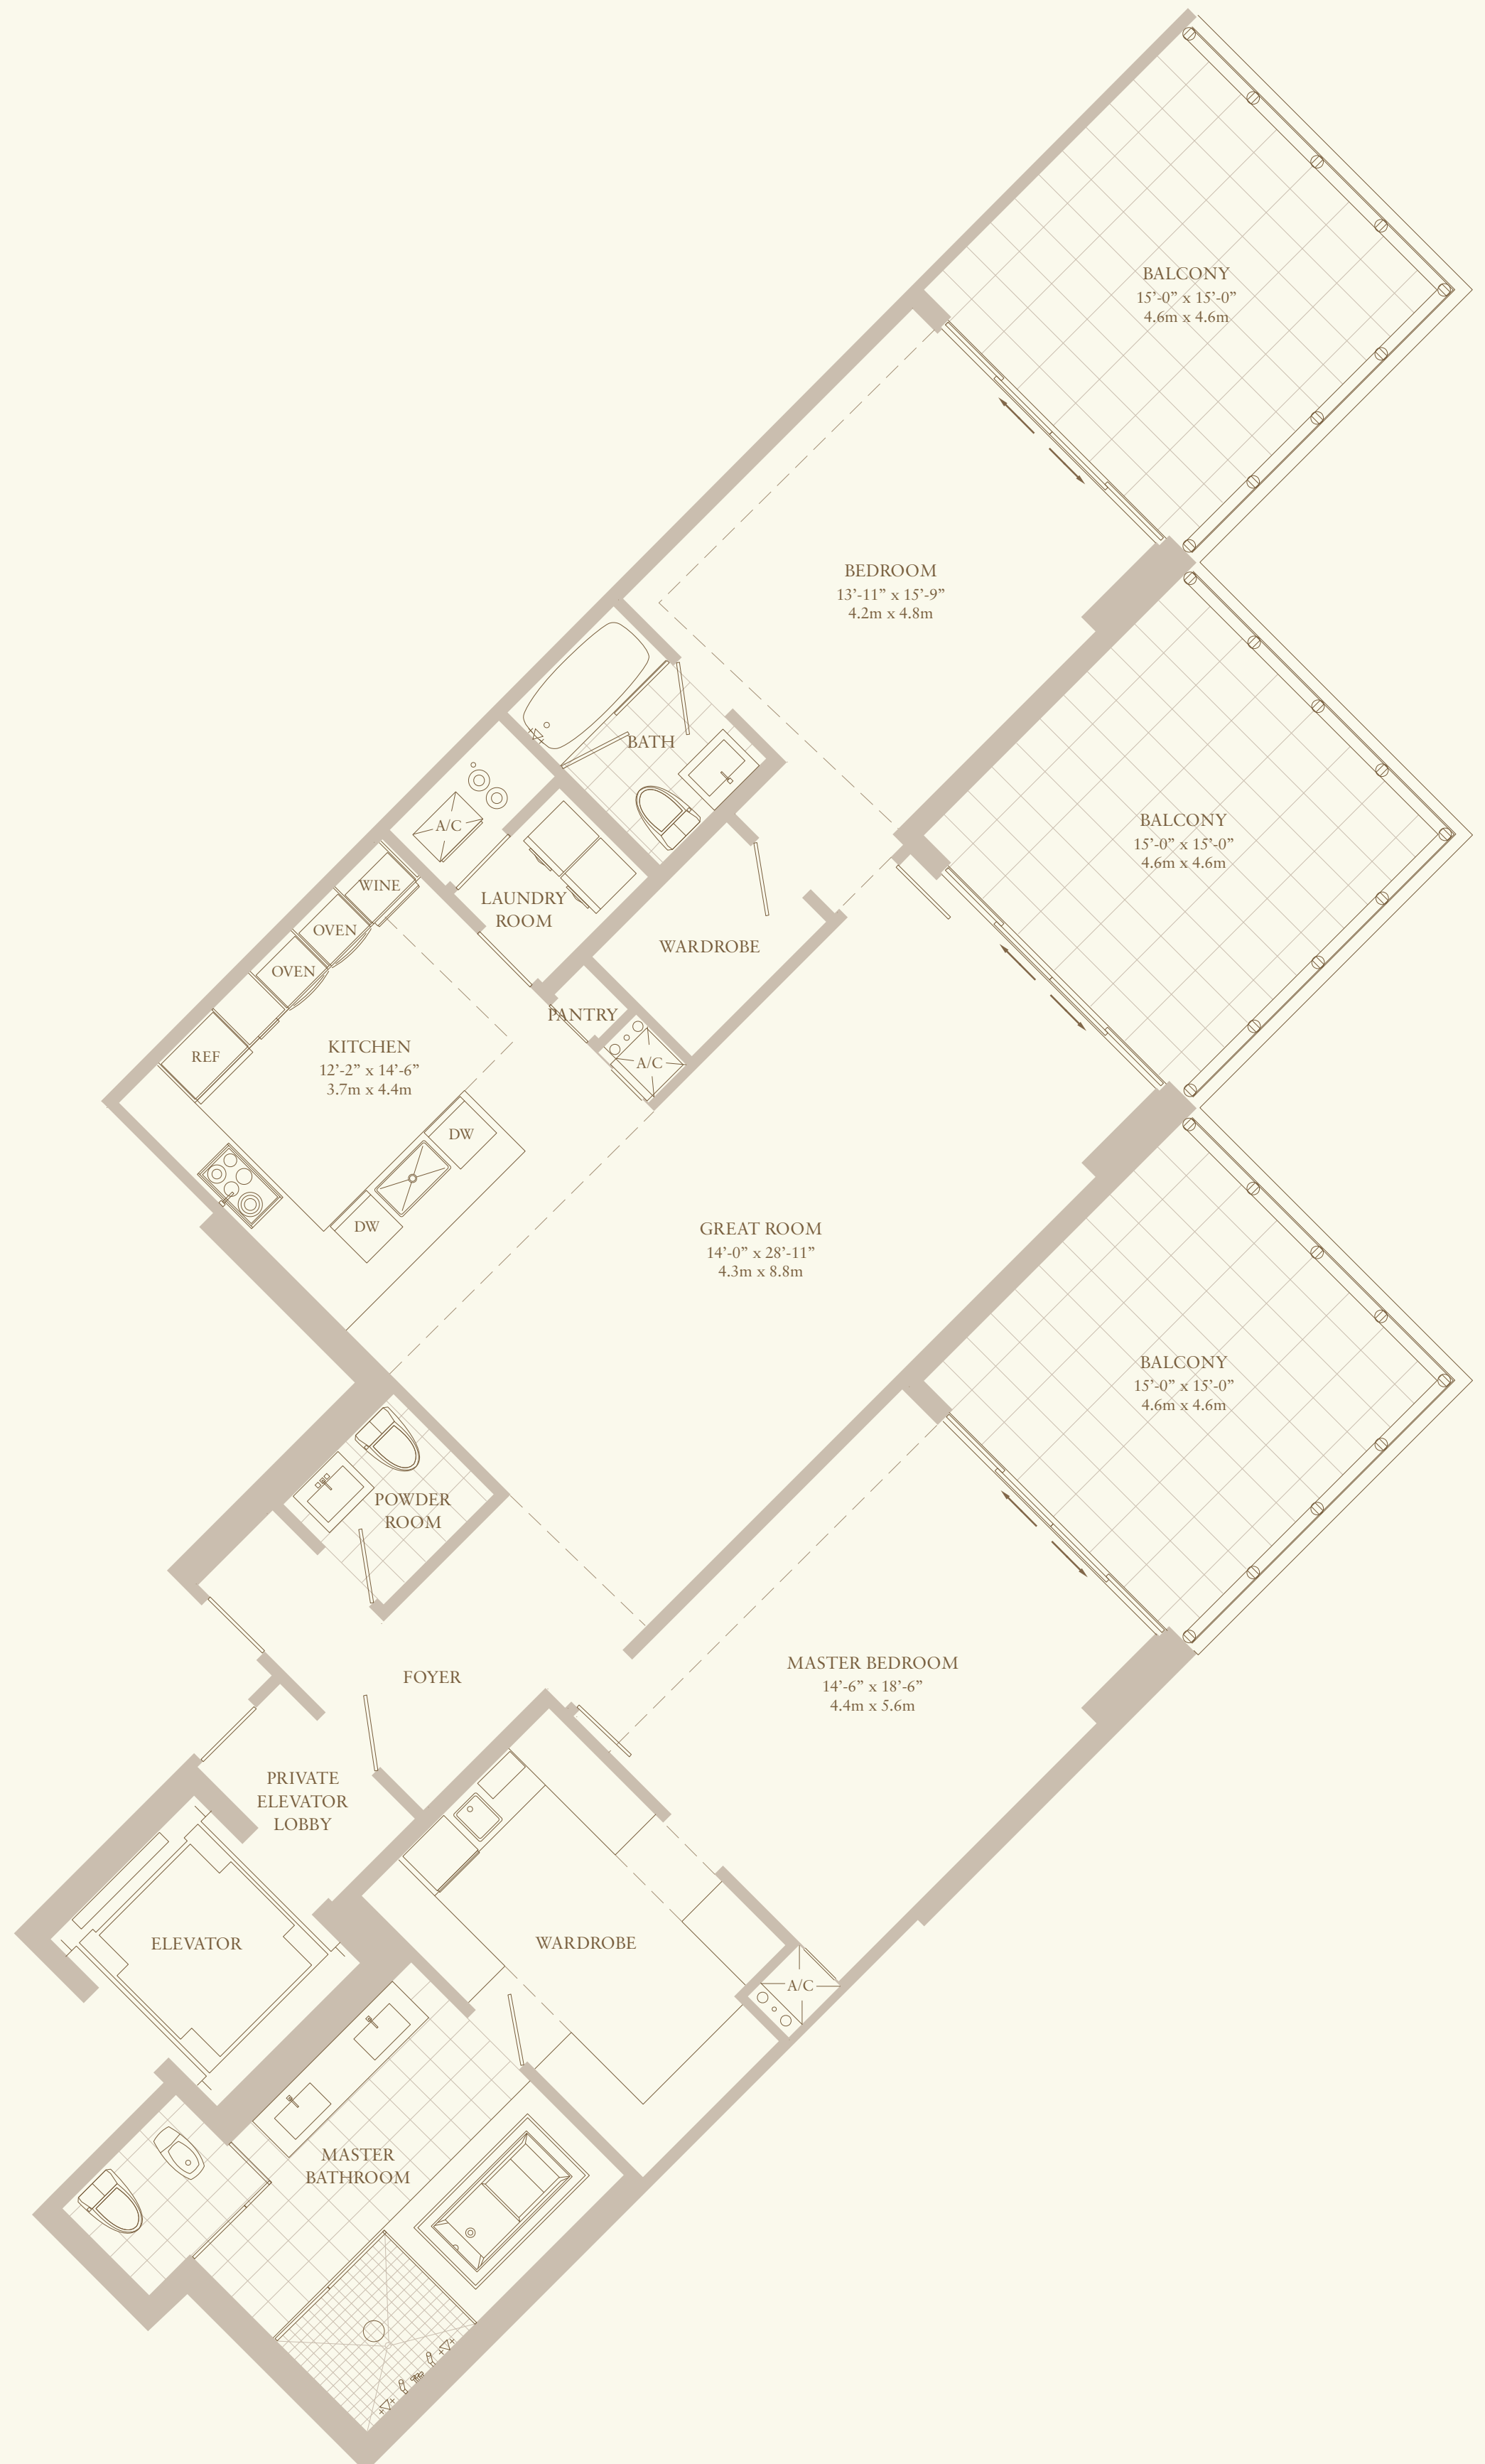 BALCONY
15’-0” x 15’-0”
4.6m x 4.6m
BEDROOM
13’-11” x 15’-9”
4.2m x 4.8m
BATH
A/C
BALCONY
15’-0” x 15’-0”
4.6m x 4.6m
WINE
LAUNDRY
ROOM
OVEN
WARDROBE
OVEN
PANTRY
REF
KITCHEN
12’-2” x 14’-6”
3.7m x 4.4m
A/C
DW
DW
GREAT ROOM
14’-0” x 28’-11”
4.3m x 8.8m
BALCONY
15’-0” x 15’-0”
4.6m x 4.6m
POWDER
ROOM
MASTER BEDROOM
14’-6” x 18’-6”
4.4m x 5.6m
FOYER
PRIVATE
ELEVATOR
LOBBY
ELEVATOR
WARDROBE
A/C
MASTER
BATHROOM